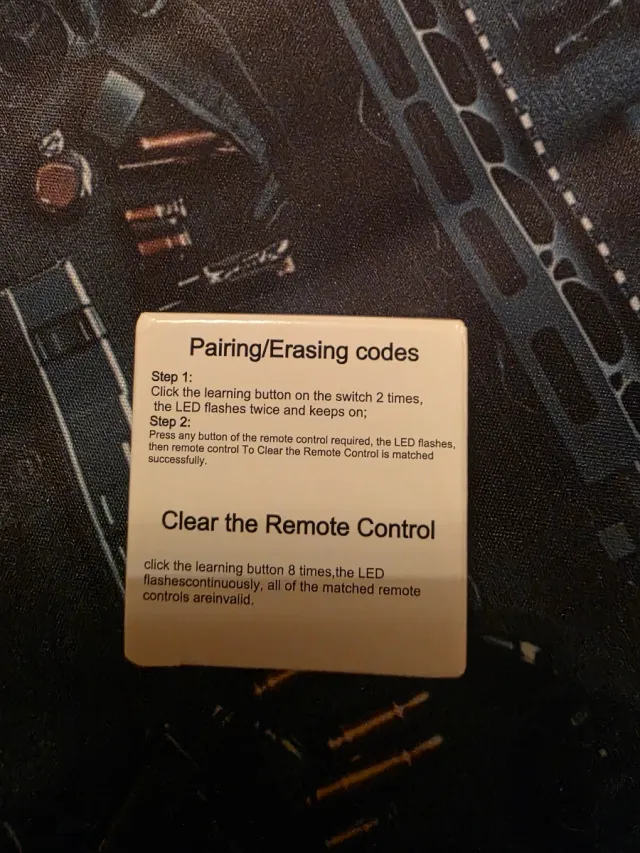 Pairing/Erasing codes
Step 1:
Click the learning button on the switch 2 times,
the LED flashes twice and keeps on;
Step 2:
Press any button of the remote control required, the LED flashes,
then remote control To Clear the Remote Control is matched
successfully.
Clear the Remote Control
click the learning button 8 times,the LED
flashescontinuously, all of the matched remote
controls areinvalid.